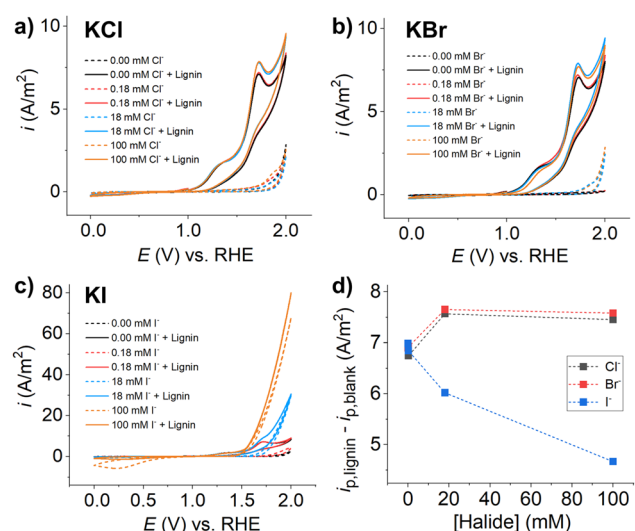 a) KCl
10
5
0
i (A/m²)
0.00 mM Cl⁻
0.00 mM Cl⁻ + Lignin
0.18 mM Cl⁻
0.18 mM Cl⁻ + Lignin
18 mM Cl⁻
18 mM Cl⁻ + Lignin
100 mM Cl⁻
100 mM Cl⁻ + Lignin
0.0 1.0 2.0
E (V) vs. RHE
b) KBr
10
5
0
i (A/m²)
0.00 mM Br⁻
0.00 mM Br⁻ + Lignin
0.18 mM Br⁻
0.18 mM Br⁻ + Lignin
18 mM Br⁻
18 mM Br⁻ + Lignin
100 mM Br⁻
100 mM Br⁻ + Lignin
0.0 1.0 2.0
E (V) vs. RHE
c) KI
80
60
40
20
0
i (A/m²)
0.00 mM I⁻
0.00 mM I⁻ + Lignin
0.18 mM I⁻
0.18 mM I⁻ + Lignin
18 mM I⁻
18 mM I⁻ + Lignin
100 mM I⁻
100 mM I⁻ + Lignin
0.0 0.5 1.0 1.5 2.0
E (V) vs. RHE
d)
8
7
6
5
i p,lignin - i p,blank (A/m²)
Cl⁻
Br⁻
I⁻
0 20 40 60 80 100
[Halide] (mM)